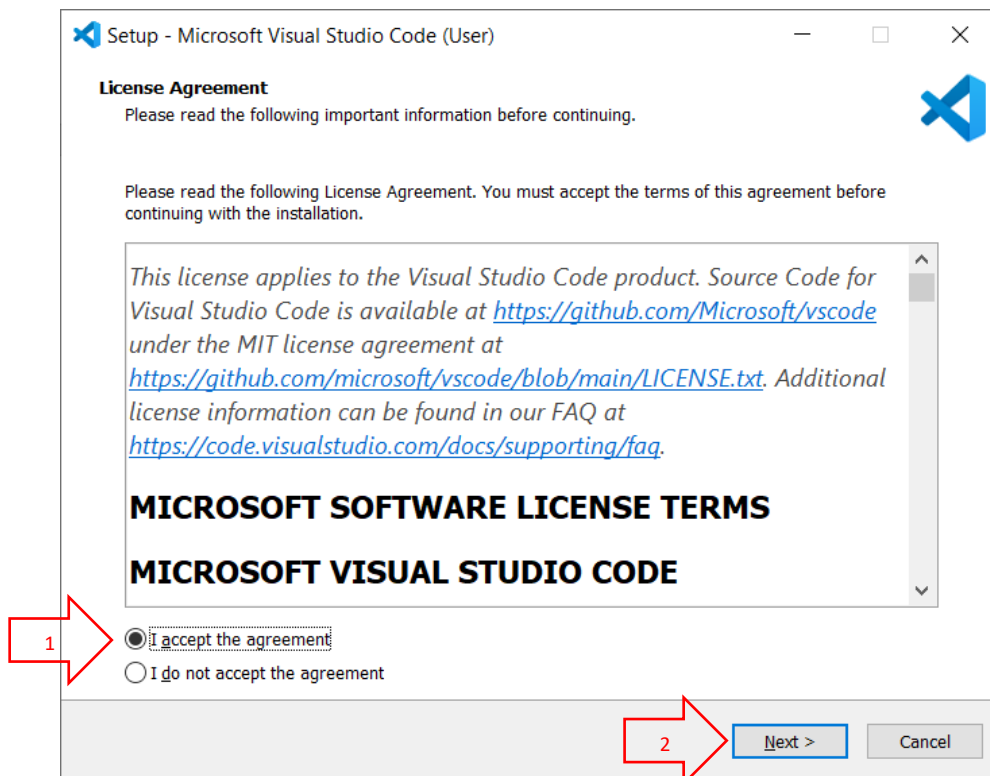 Setup - Microsoft Visual Studio Code (User)
License Agreement
Please read the following important information before continuing.
Please read the following License Agreement. You must accept the terms of this agreement before
continuing with the installation.
This license applies to the Visual Studio Code product. Source Code for
Visual Studio Code is available at https://github.com/Microsoft/vscode
under the MIT license agreement at
https://github.com/microsoft/vscode/blob/main/LICENSE.txt. Additional
license information can be found in our FAQ at
https://code.visualstudio.com/docs/supporting/faq.
MICROSOFT SOFTWARE LICENSE TERMS
MICROSOFT VISUAL STUDIO CODE
1
I accept the agreement
I do not accept the agreement
2
Next >
Cancel